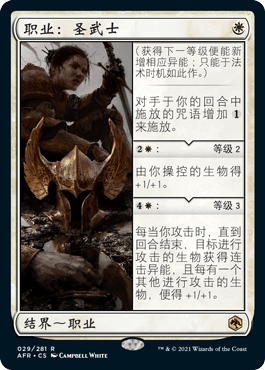 职业：圣武士
（获得下一等级便能新
增相应异能；只能于法
术时机如此作。）
对手于你的回合中
施放的咒语增加1
来施放。
2：等级 2
由你操控的生物得
+1/+1。
4：等级 3
每当你攻击时，直到
回合结束，目标进行
攻击的生物获得连
击异能，且每有一个
其他进行攻击的生
物，便得 +1/+1。
结界～职业
029/281 R
AFR • CS CAMPBELL WHITE
™ & © 2021 Wizards of the Coast